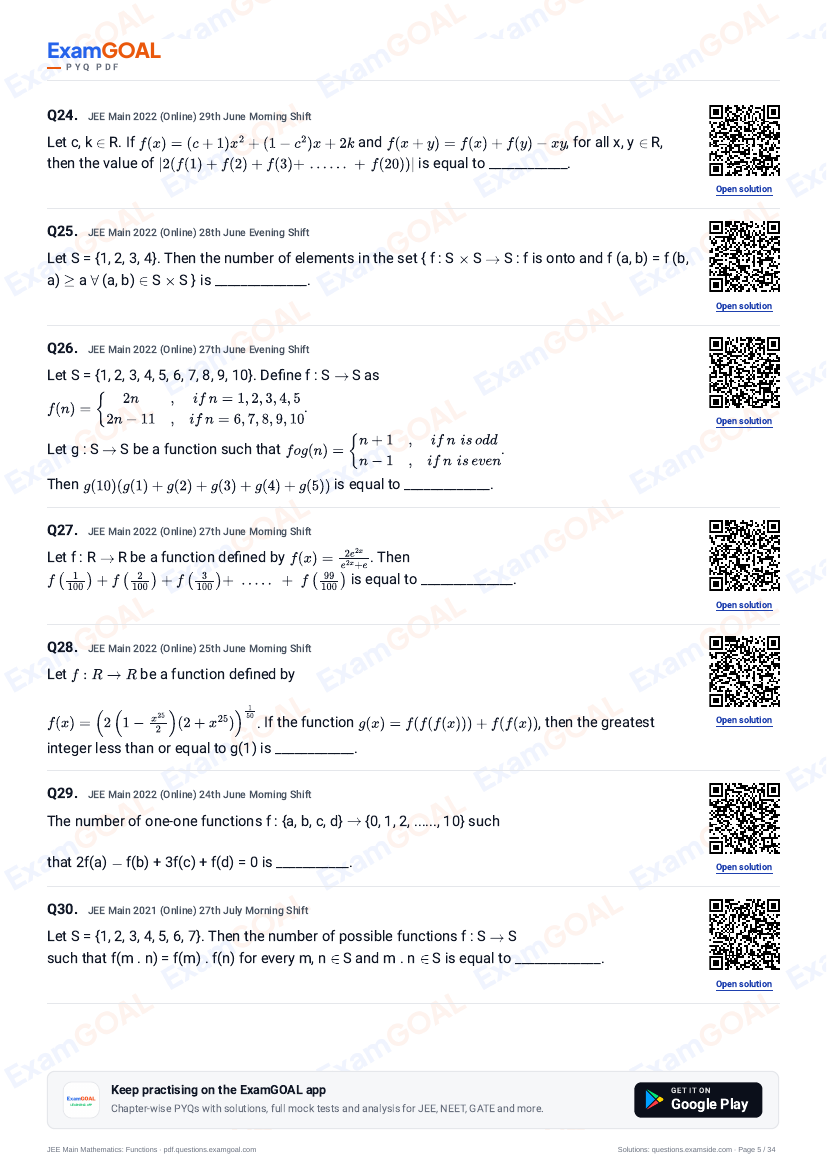 ExamGOAL
PYQ PDF
Q24. JEE Main 2022 (Online) 29th June Morning Shift
Let c, k ∈ R. If f(x) = (c + 1)x² + (1 − c²)x + 2k and f(x + y) = f(x) + f(y) − xy, for all x, y ∈ R,
then the value of |2(f(1) + f(2) + f(3)+ ...... + f(20))| is equal to ____________.
Open solution
Q25. JEE Main 2022 (Online) 28th June Evening Shift
Let S = {1, 2, 3, 4}. Then the number of elements in the set { f : S × S → S : f is onto and f (a, b) = f (b,
a) ≥ a ∀ (a, b) ∈ S × S } is ______________.
Open solution
Q26. JEE Main 2022 (Online) 27th June Evening Shift
Let S = {1, 2, 3, 4, 5, 6, 7, 8, 9, 10}. Define f : S → S as
f(n) = { 2n , if n = 1, 2, 3, 4, 5
2n − 11 , if n = 6, 7, 8, 9, 10.
Let g : S → S be a function such that fog(n) = { n + 1 , if n is odd
n − 1 , if n is even.
Then g(10)(g(1) + g(2) + g(3) + g(4) + g(5)) is equal to _____________.
Open solution
Q27. JEE Main 2022 (Online) 27th June Morning Shift
Let f : R → R be a function defined by f(x) = 2e^{2x}/(e^{2x}+e). Then
f(1/100) + f(2/100) + f(3/100)+ ..... + f(99/100) is equal to ______________.
Open solution
Q28. JEE Main 2022 (Online) 25th June Morning Shift
Let f : R → R be a function defined by
f(x) = (2(1 − x^{25}/2)(2 + x^{25}))^{1/50}. If the function g(x) = f(f(f(x))) + f(f(x)), then the greatest
integer less than or equal to g(1) is ____________.
Open solution
Q29. JEE Main 2022 (Online) 24th June Morning Shift
The number of one-one functions f : {a, b, c, d} → {0, 1, 2, ......, 10} such
that 2f(a) − f(b) + 3f(c) + f(d) = 0 is ___________.
Open solution
Q30. JEE Main 2021 (Online) 27th July Morning Shift
Let S = {1, 2, 3, 4, 5, 6, 7}. Then the number of possible functions f : S → S
such that f(m . n) = f(m) . f(n) for every m, n ∈ S and m . n ∈ S is equal to _____________.
Open solution
Keep practising on the ExamGOAL app
Chapter-wise PYQs with solutions, full mock tests and analysis for JEE, NEET, GATE and more.
GET IT ON
Google Play
JEE Main Mathematics: Functions · pdf.questions.examgoal.com
Solutions: questions.examside.com · Page 5 / 34